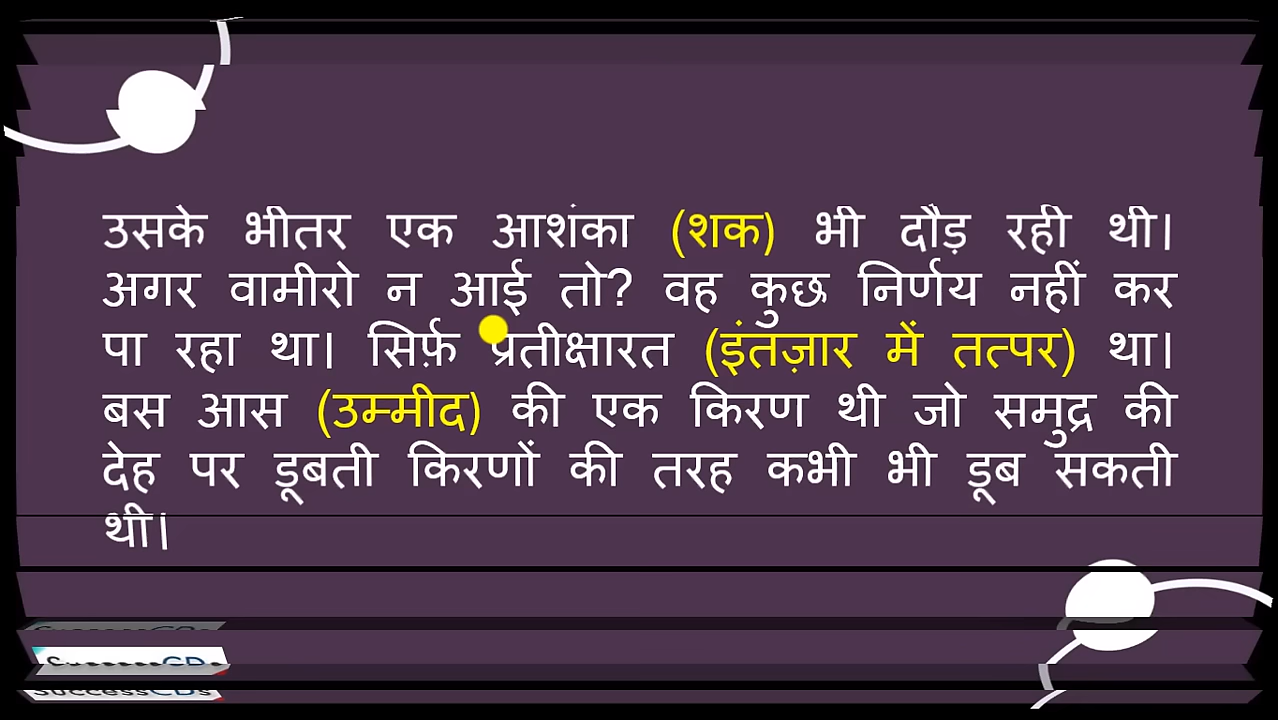 उसके भीतर एक आशंका (शक) भी दौड़ रही थी।
अगर वामीरो न आई तो? वह कुछ निर्णय नहीं कर
पा रहा था। सिर्फ़ प्रतीक्षारत (इंतज़ार में तत्पर) था।
बस आस (उम्मीद) की एक किरण थी जो समुद्र की
देह पर डूबती किरणों की तरह कभी भी डूब सकती
थी।
SuccessCDs